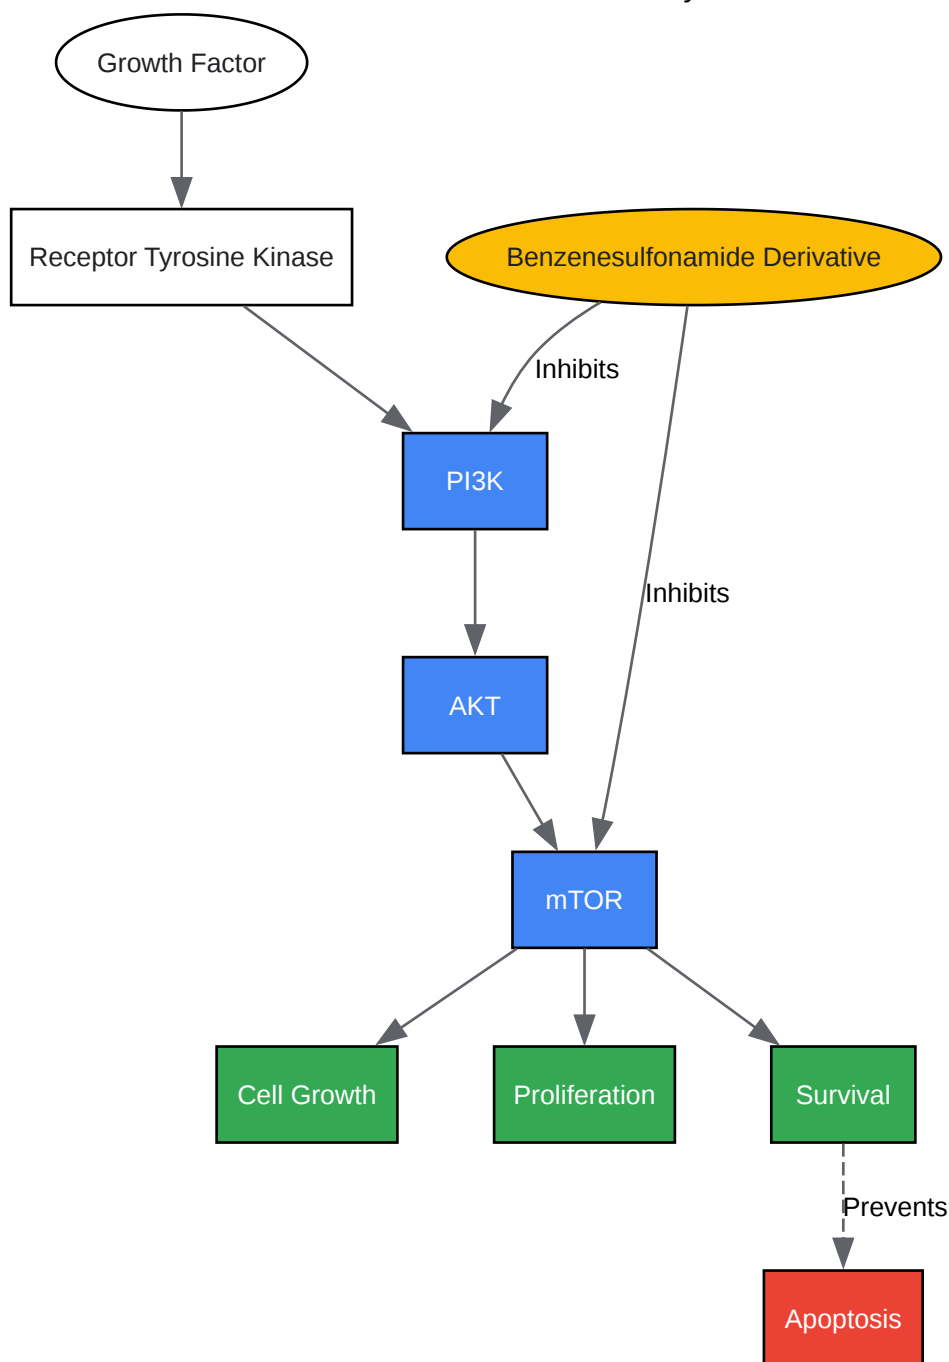 Growth Factor
Receptor Tyrosine Kinase
Benzenesulfonamide Derivative
Inhibits
PI3K
Inhibits
AKT
mTOR
Cell Growth
Proliferation
Survival
Prevents
Apoptosis